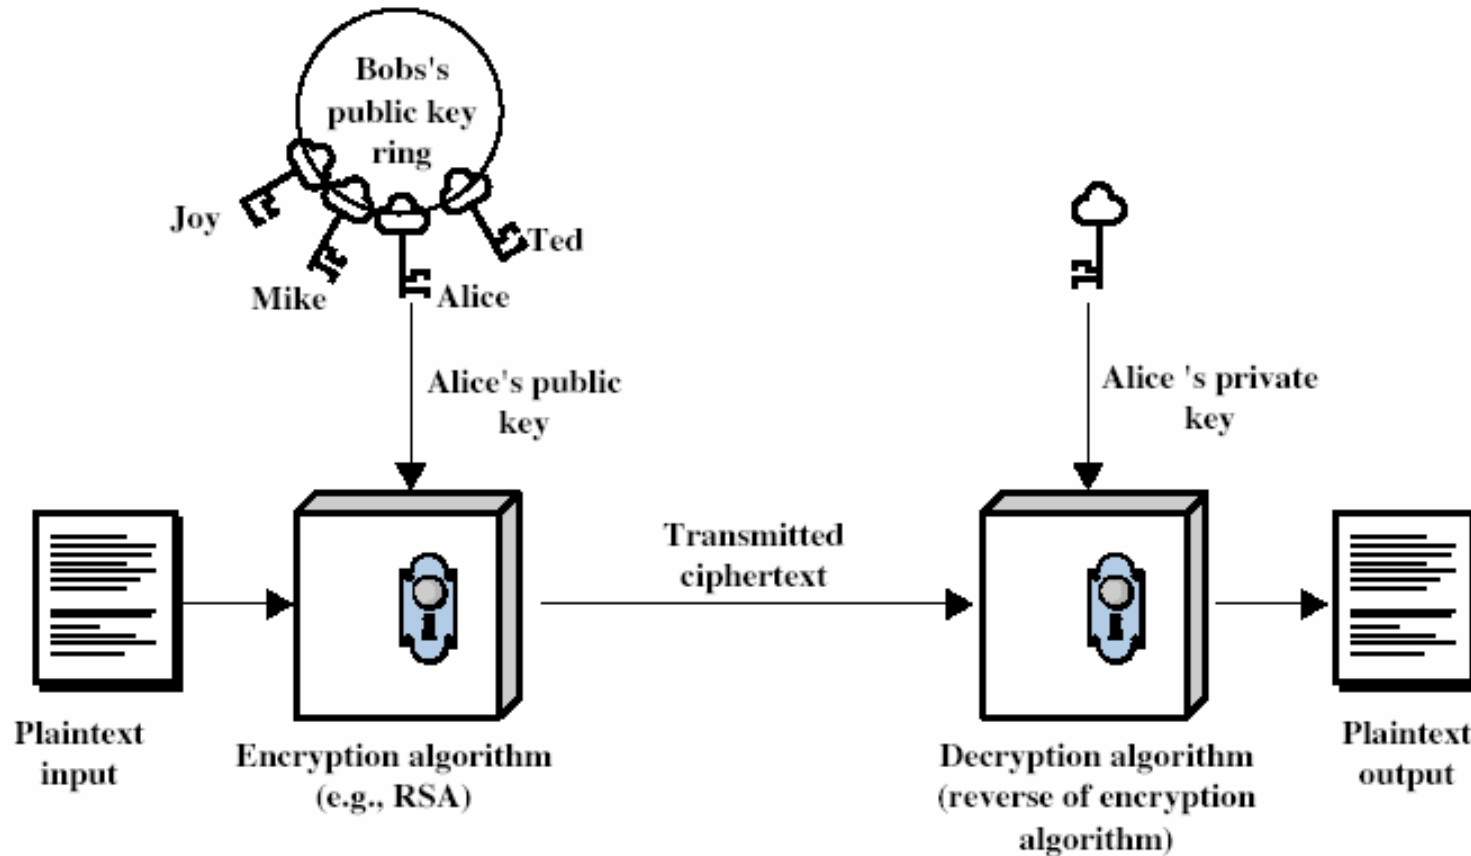 Bobs's
public key
ring
Joy
Mike
Alice
Ted
Alice's public
key
Alice 's private
key
Transmitted
ciphertext
Plaintext
input
Encryption algorithm
(e.g., RSA)
Decryption algorithm
(reverse of encryption
algorithm)
Plaintext
output